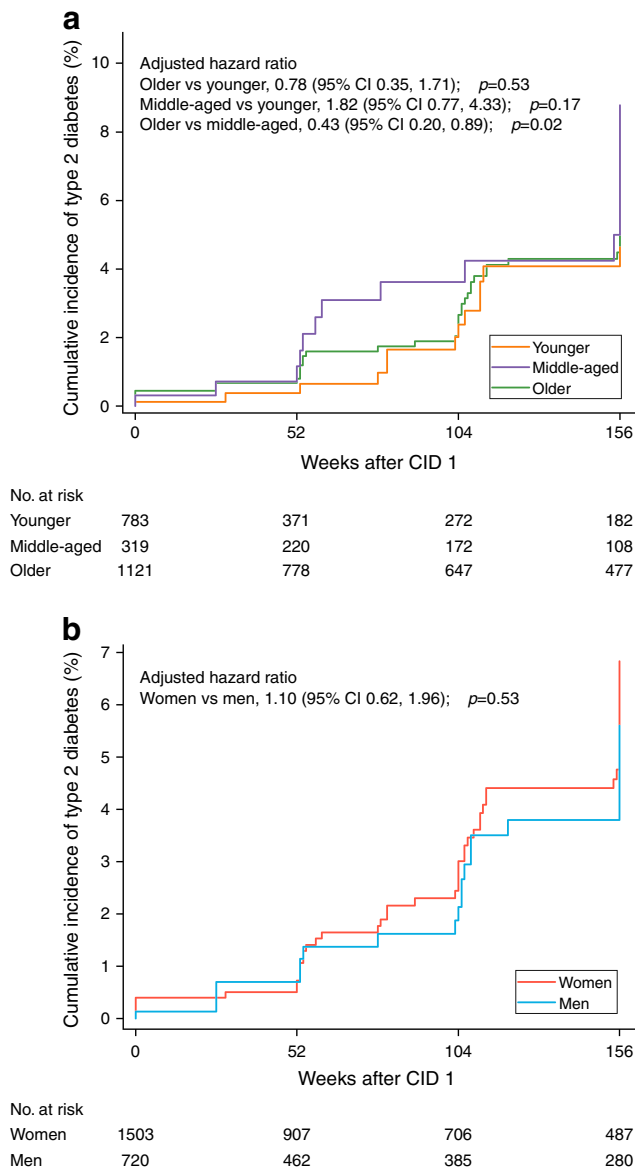 a
Cumulative incidence of type 2 diabetes (%)
10
8
6
4
2
0
Adjusted hazard ratio
Older vs younger, 0.78 (95% CI 0.35, 1.71); p=0.53
Middle-aged vs younger, 1.82 (95% CI 0.77, 4.33); p=0.17
Older vs middle-aged, 0.43 (95% CI 0.20, 0.89); p=0.02
Younger
Middle-aged
Older
0 52 104 156
Weeks after CID 1
No. at risk
Younger 783 371 272 182
Middle-aged 319 220 172 108
Older 1121 778 647 477
b
Cumulative incidence of type 2 diabetes (%)
7
6
5
4
3
2
1
0
Adjusted hazard ratio
Women vs men, 1.10 (95% CI 0.62, 1.96); p=0.53
Women
Men
0 52 104 156
Weeks after CID 1
No. at risk
Women 1503 907 706 487
Men 720 462 385 280